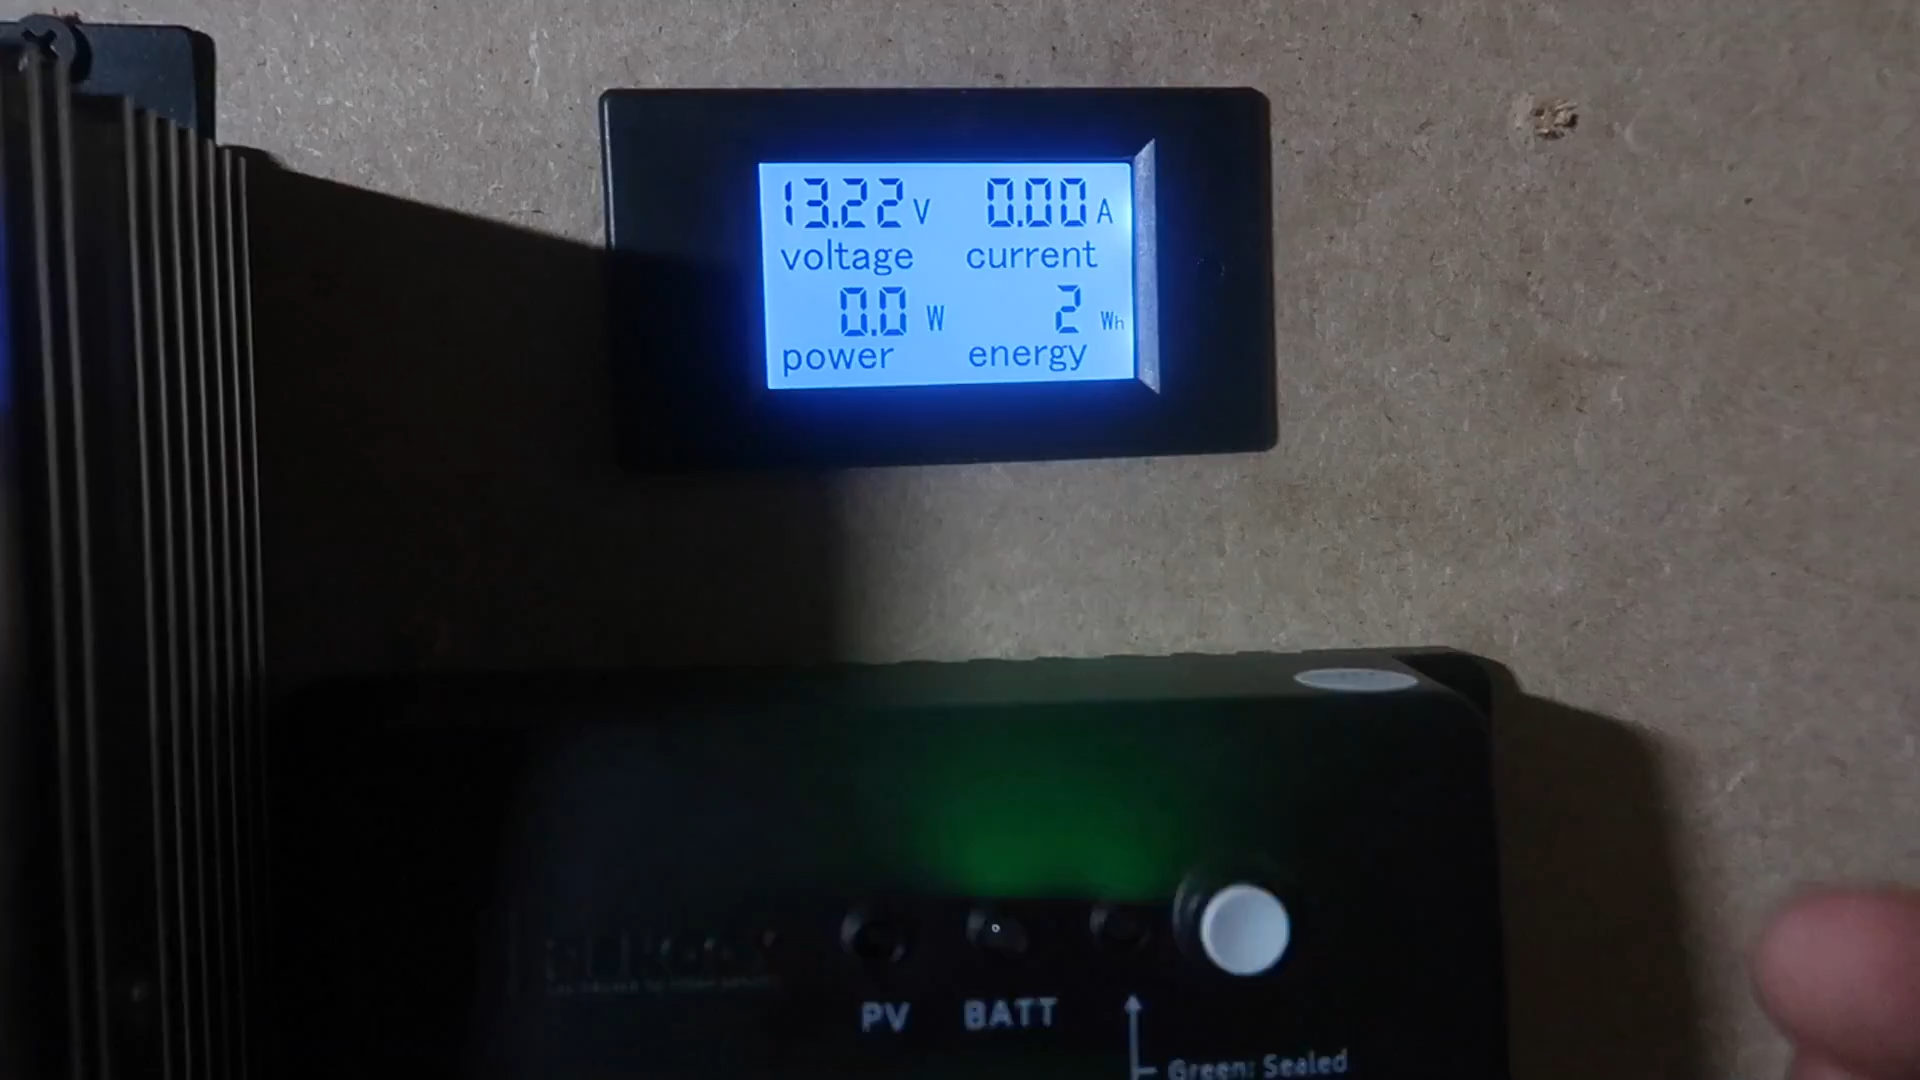 13.22 V 0.00 A
voltage current
0.0 W 2 Wh
power energy
PV BATT
Green: Sealed